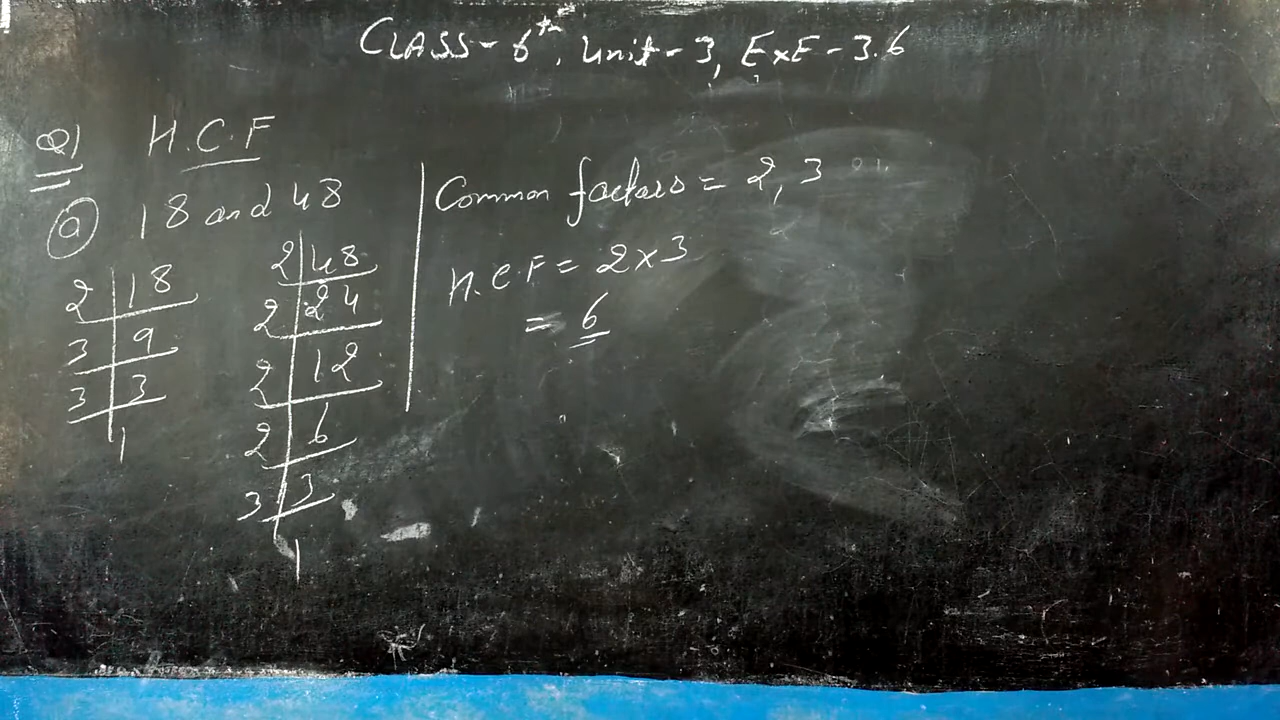 CLASS - 6th, Unit - 3, ExE - 3.6
Q1 H.C.F
(a) 18 and 48
2 | 18
3 | 9
3 | 3
1
2 | 48
2 | 24
2 | 12
2 | 6
3 | 3
1
Common factors = 2, 3
H.C.F = 2 x 3
= 6